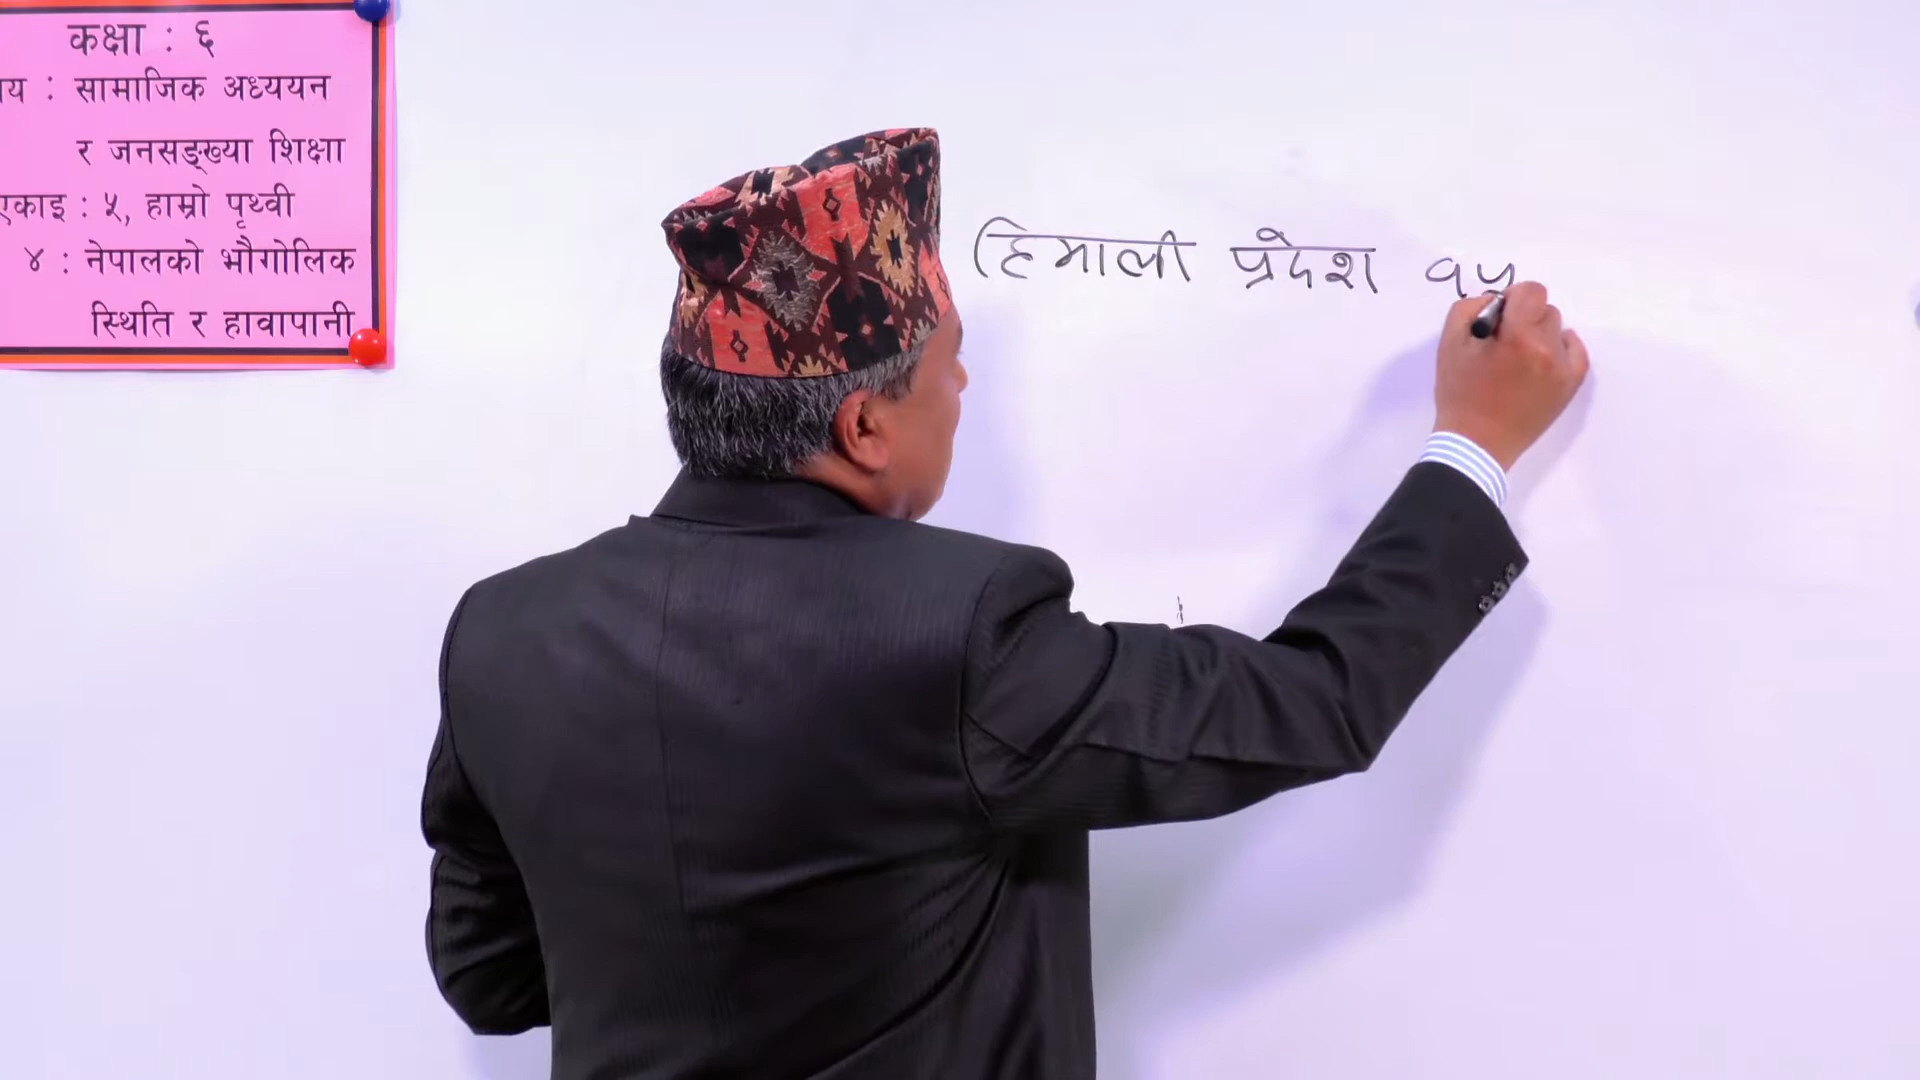 कक्षा : ६
य : सामाजिक अध्ययन
र जनसङ्ख्या शिक्षा
एकाइ : ५, हाम्रो पृथ्वी
४ : नेपालको भौगोलिक
स्थिति र हावापानी
हिमाली प्रदेश १५